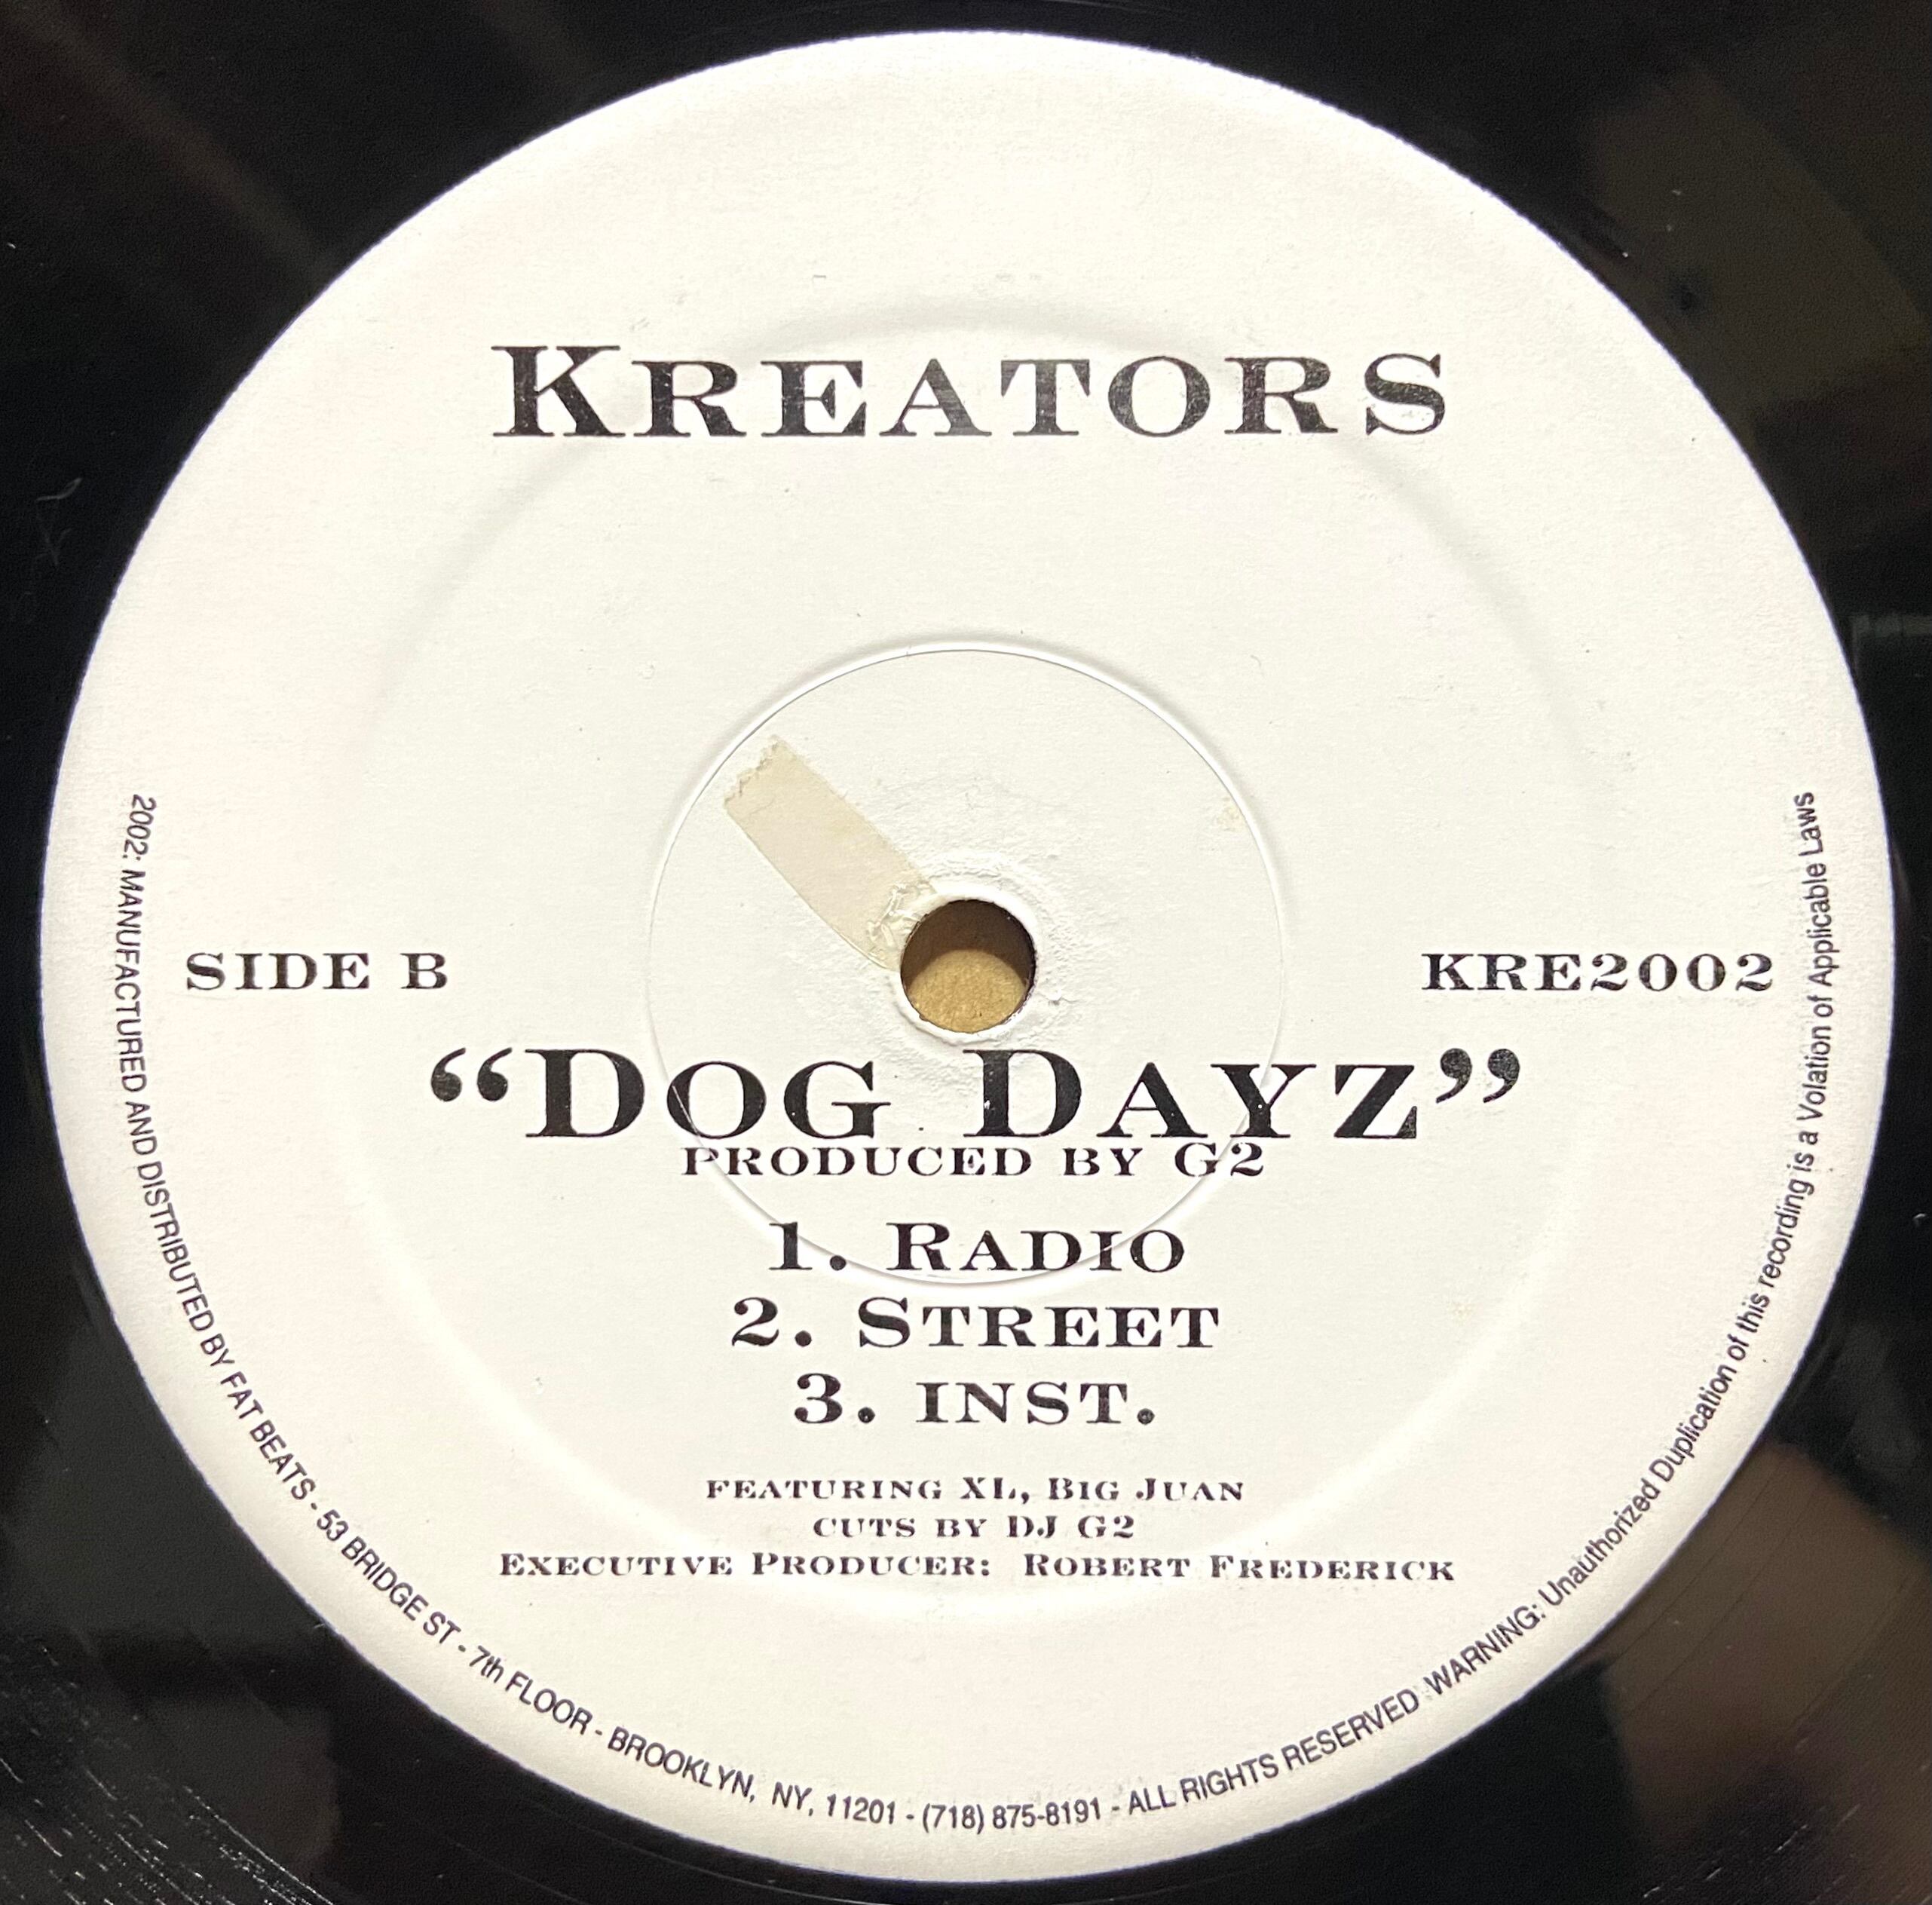 KREATORS
SIDE B
KRE2002
“DOG DAYZ”
PRODUCED BY G2
1. RADIO
2. STREET
3. INST.
FEATURING XL, BIG JUAN
CUTS BY DJ G2
EXECUTIVE PRODUCER: ROBERT FREDERICK
2002: MANUFACTURED AND DISTRIBUTED BY FAT BEATS - 53 BRIDGE ST - 7th FLOOR - BROOKLYN, NY, 11201 - (718) 875-8191 - ALL RIGHTS RESERVED WARNING: Unauthorized Duplication of this recording is a Volation of Applicable Laws